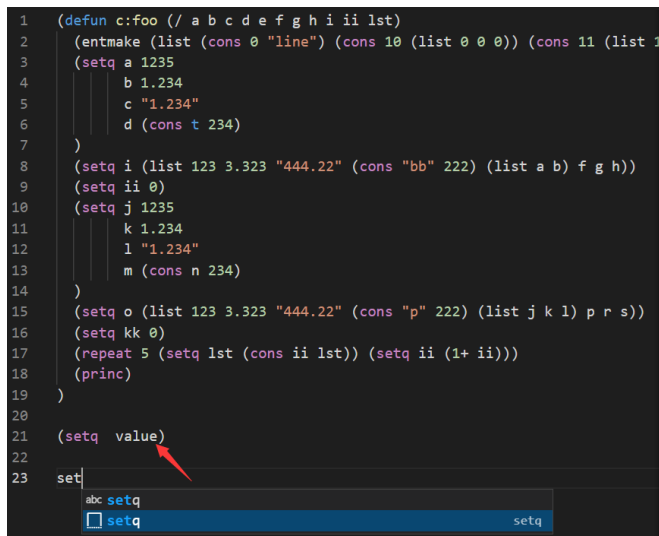 1 (defun c:foo (/ a b c d e f g h i ii lst)
2 (entmake (list (cons 0 "line") (cons 10 (list 0 0 0)) (cons 11 (list 1
3 (setq a 1235
4 b 1.234
5 c "1.234"
6 d (cons t 234)
7 )
8 (setq i (list 123 3.323 "444.22" (cons "bb" 222) (list a b) f g h))
9 (setq ii 0)
10 (setq j 1235
11 k 1.234
12 l "1.234"
13 m (cons n 234)
14 )
15 (setq o (list 123 3.323 "444.22" (cons "p" 222) (list j k l) p r s))
16 (setq kk 0)
17 (repeat 5 (setq lst (cons ii lst)) (setq ii (1+ ii)))
18 (princ)
19 )
20
21 (setq  value)
22
23 set
abc setq
setq setq